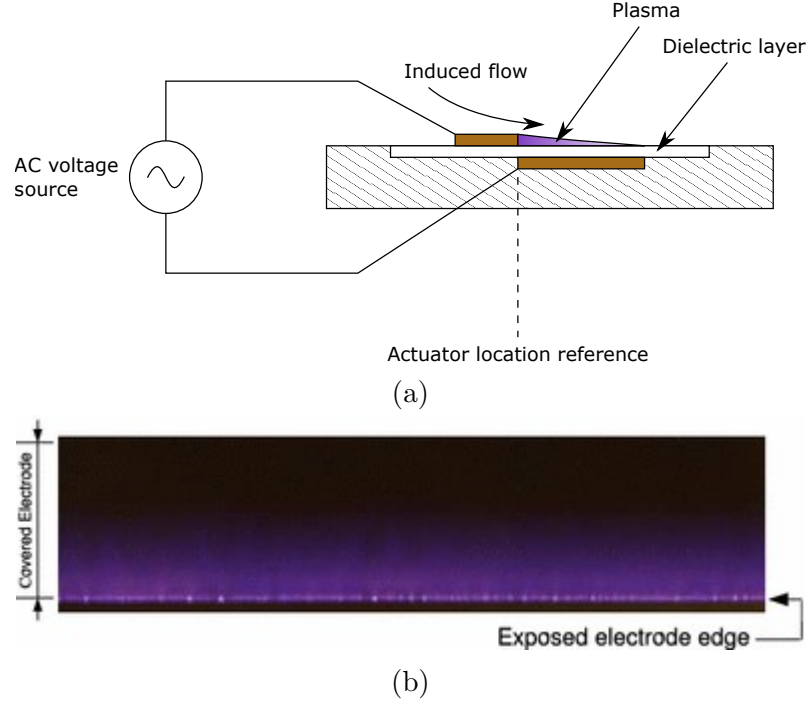 Plasma
Dielectric layer
Induced flow
AC voltage
source
Actuator location reference
(a)
Covered Electrode
Exposed electrode edge
(b)